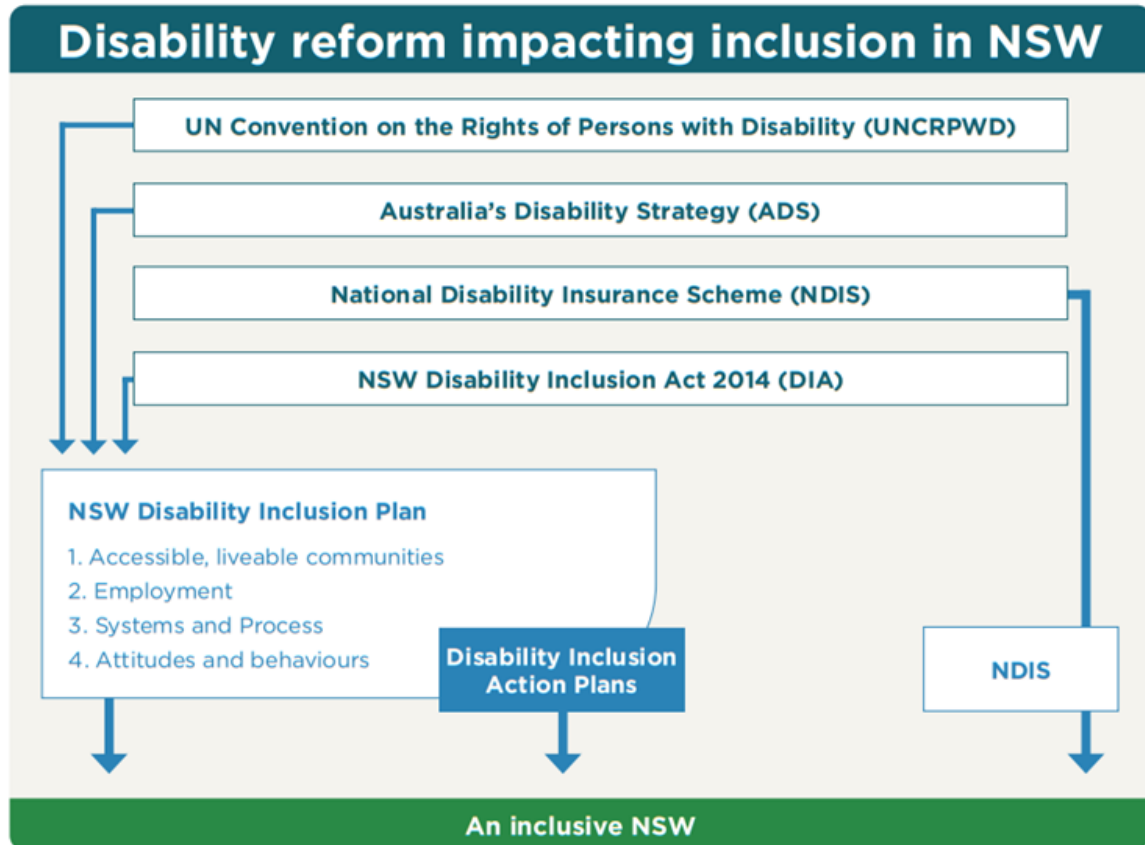 Disability reform impacting inclusion in NSW
UN Convention on the Rights of Persons with Disability (UNCRPWD)
Australia’s Disability Strategy (ADS)
National Disability Insurance Scheme (NDIS)
NSW Disability Inclusion Act 2014 (DIA)
NSW Disability Inclusion Plan
1. Accessible, liveable communities
2. Employment
3. Systems and Process
4. Attitudes and behaviours
Disability Inclusion
Action Plans
NDIS
An inclusive NSW